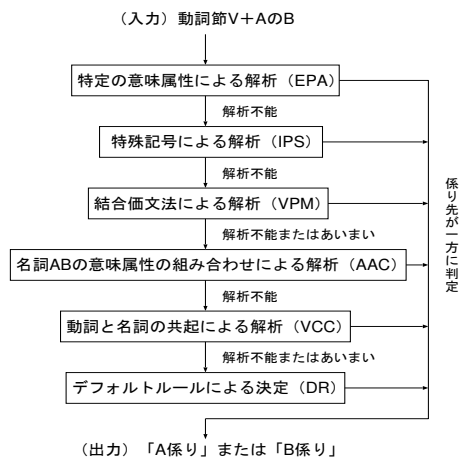 （入力）動詞節V＋AのB
特定の意味属性による解析（EPA）
解析不能
特殊記号による解析（IPS）
解析不能
結合価文法による解析（VPM）
解析不能またはあいまい
名詞ABの意味属性の組み合わせによる解析（AAC）
解析不能
動詞と名詞の共起による解析（VCC）
解析不能またはあいまい
デフォルトルールによる決定（DR）
係り先が一方に判定
（出力）「A係り」または「B係り」